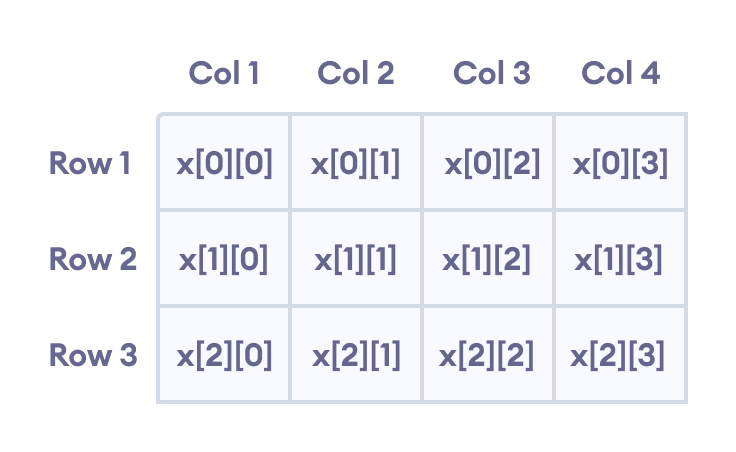 Col 1 Col 2 Col 3 Col 4
Row 1 x[0][0] x[0][1] x[0][2] x[0][3]
Row 2 x[1][0] x[1][1] x[1][2] x[1][3]
Row 3 x[2][0] x[2][1] x[2][2] x[2][3]